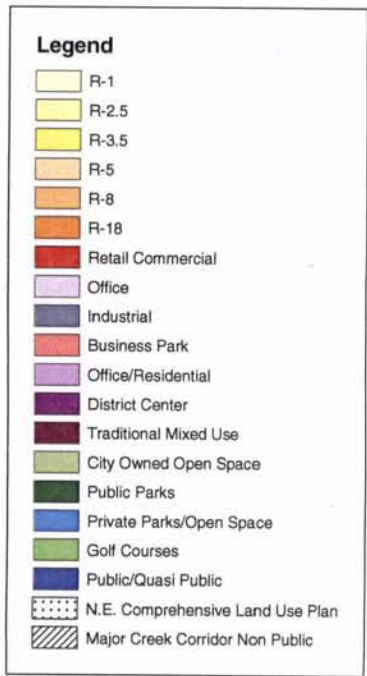 Legend
R-1
R-2.5
R-3.5
R-5
R-8
R-18
Retail Commercial
Office
Industrial
Business Park
Office/Residential
District Center
Traditional Mixed Use
City Owned Open Space
Public Parks
Private Parks/Open Space
Golf Courses
Public/Quasi Public
N.E. Comprehensive Land Use Plan
Major Creek Corridor Non Public